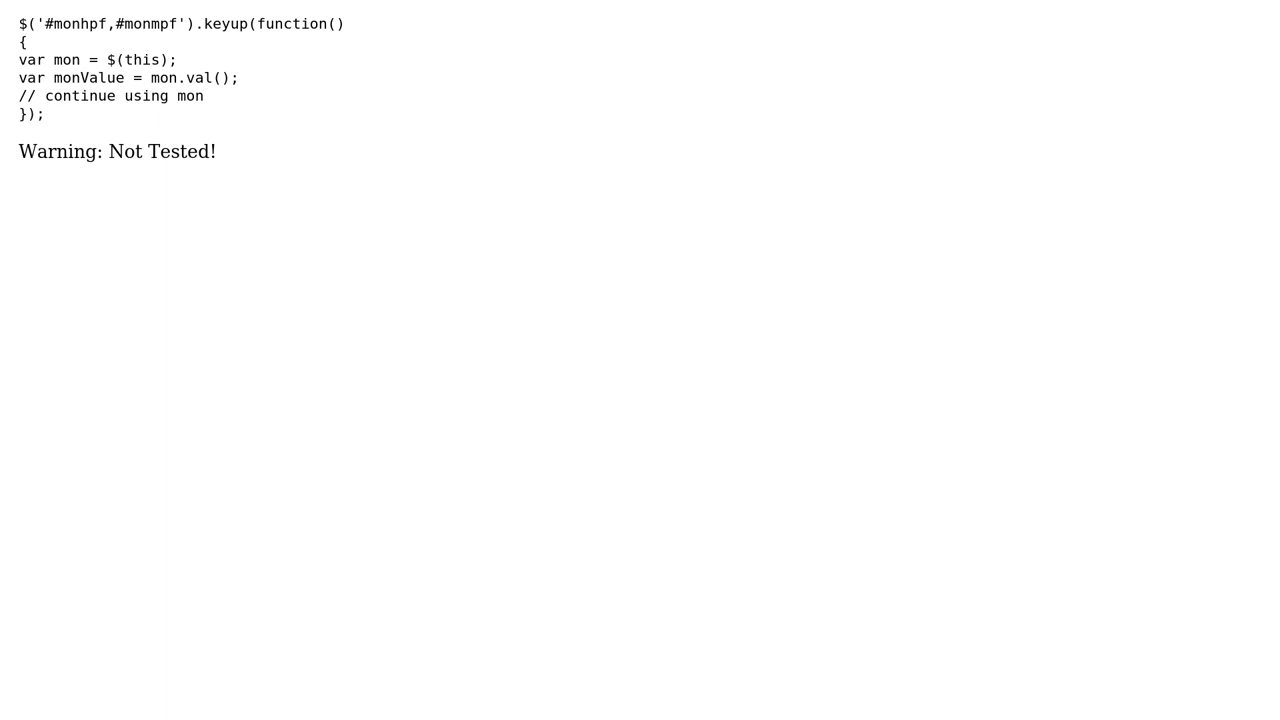 $('#monhpf,#monmpf').keyup(function()
{
var mon = $(this);
var monValue = mon.val();
// continue using mon
});
Warning: Not Tested!